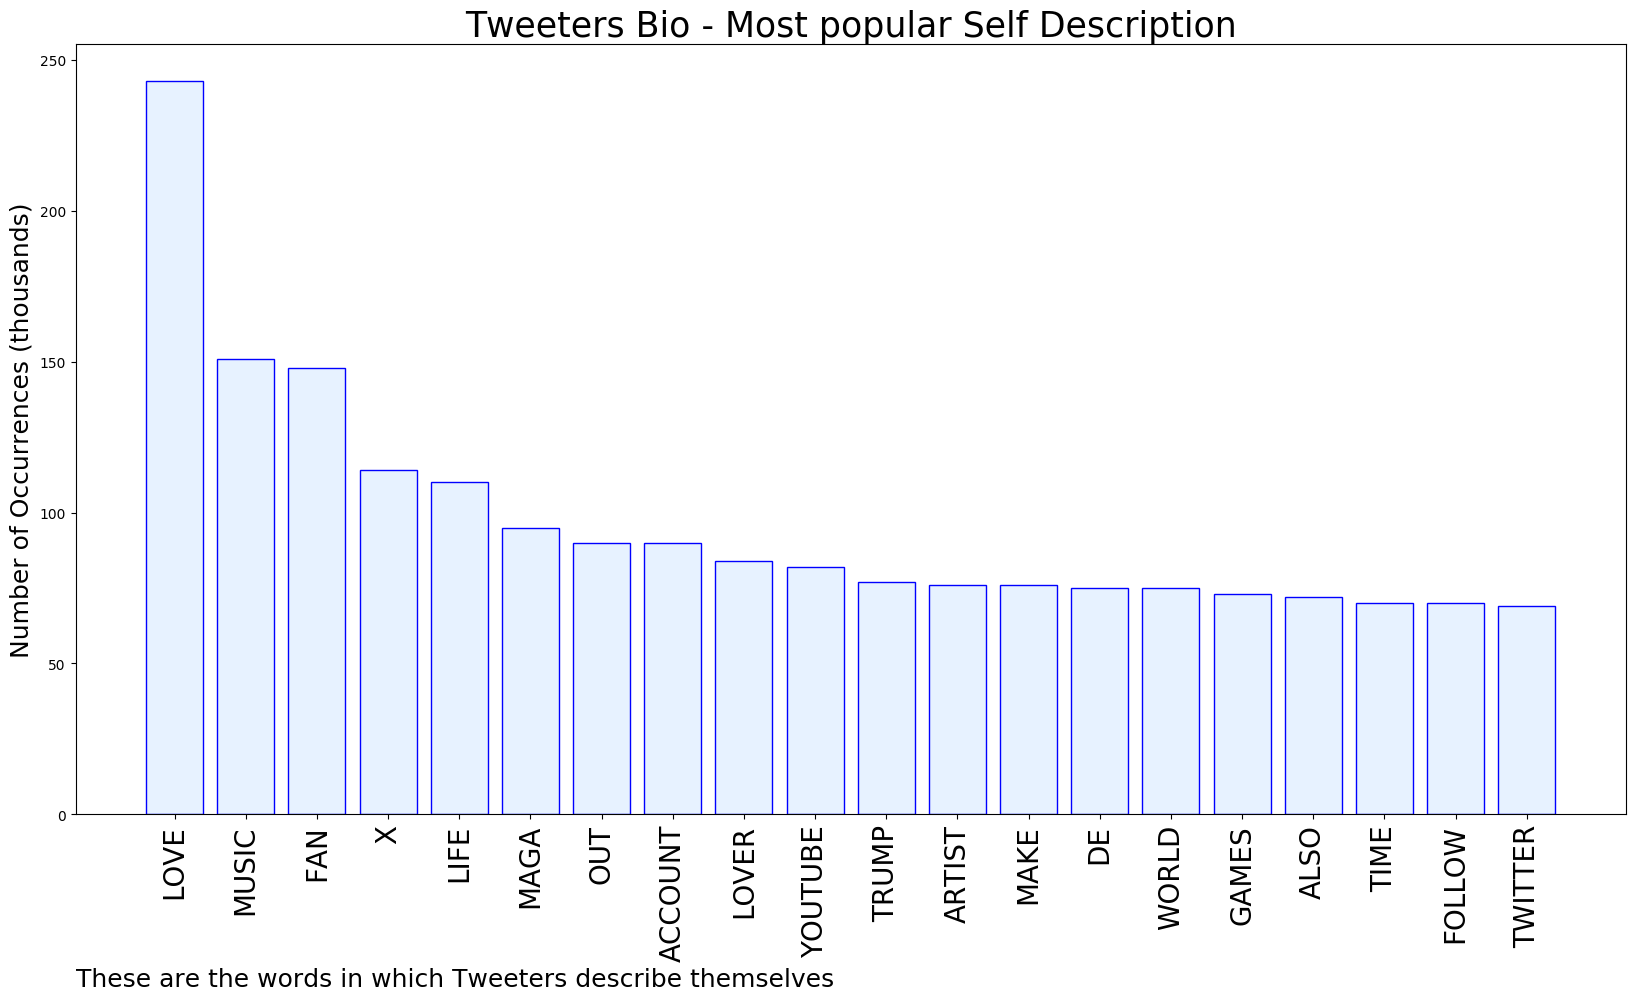 Tweeters Bio - Most popular Self Description
Number of Occurrences (thousands)
250
200
150
100
50
0
LOVE
MUSIC
FAN
X
LIFE
MAGA
OUT
ACCOUNT
LOVER
YOUTUBE
TRUMP
ARTIST
MAKE
DE
WORLD
GAMES
ALSO
TIME
FOLLOW
TWITTER
These are the words in which Tweeters describe themselves